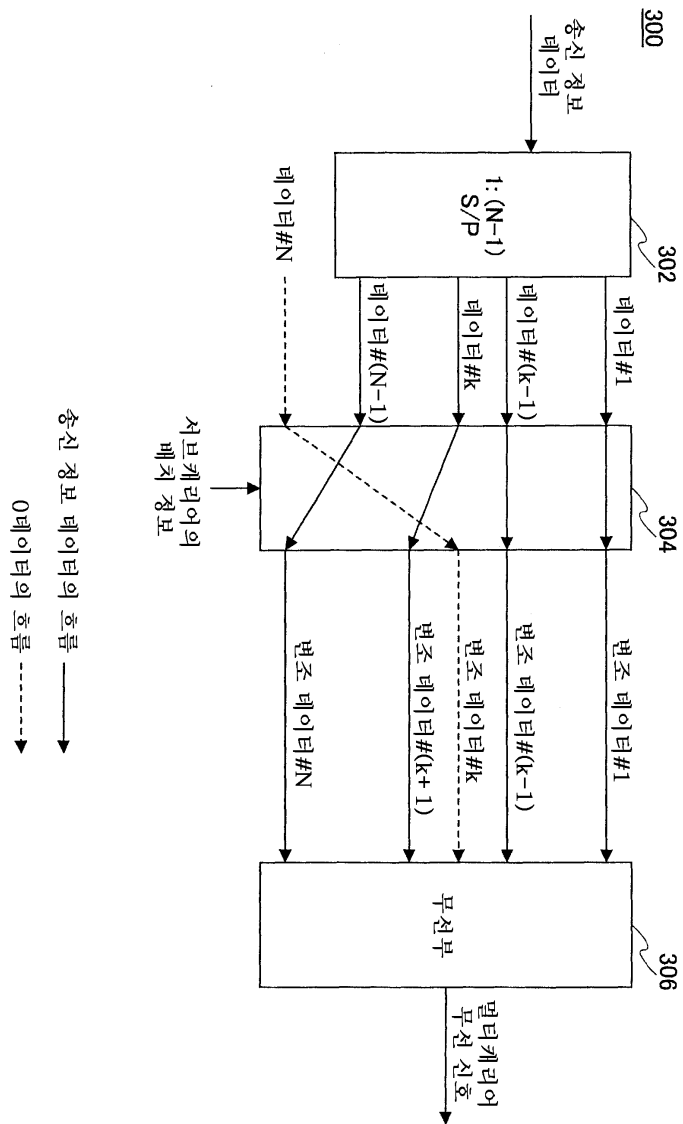 300
송신 정보
데이터
1: (N-1)
S/P
302
데이터#1
데이터#(k-1)
데이터#k
데이터#(N-1)
데이터#N
304
서브캐리어의
배치 정보
변조 데이터#1
변조 데이터#(k-1)
변조 데이터#k
변조 데이터#(k+1)
변조 데이터#N
무선부
306
멀티캐리어
무선 신호
송신 정보 데이터의 흐름
0데이터의 흐름